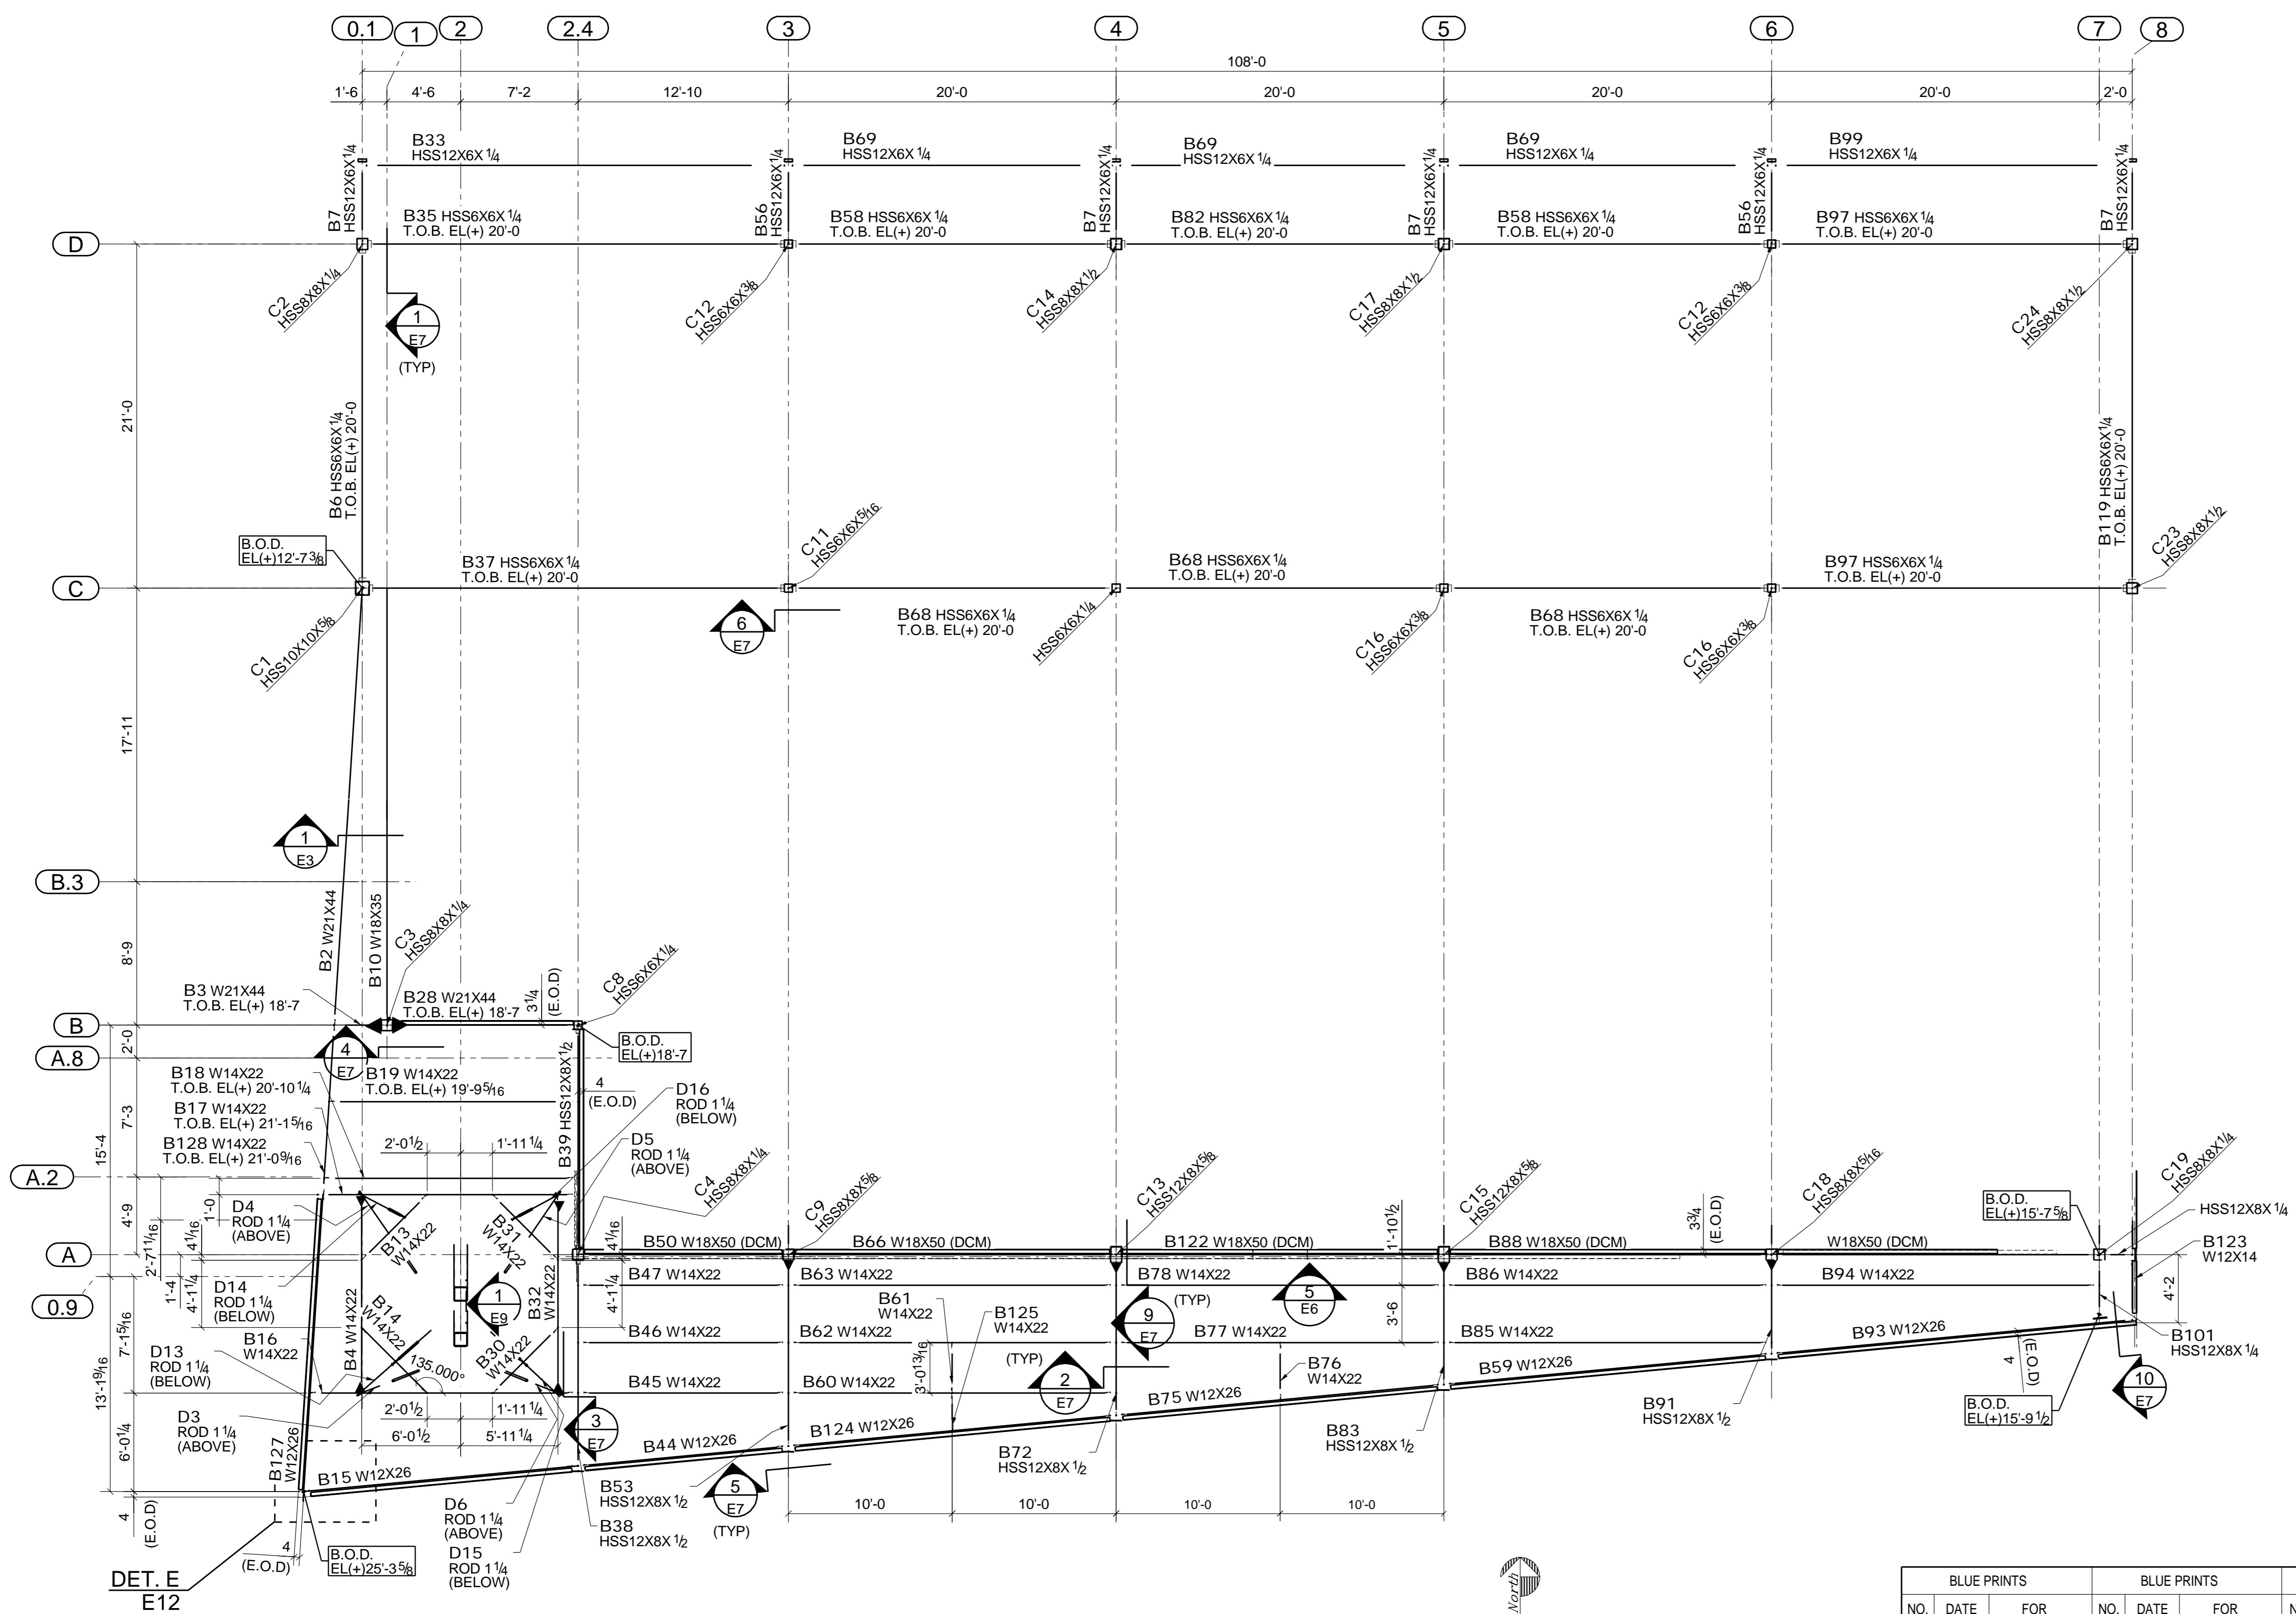 0.1
1
2
2.4
3
4
5
6
7
8
108'-0
1'-6
4'-6
7'-2
12'-10
20'-0
20'-0
20'-0
20'-0
2'-0
B33
HSS12X6X 1/4
B69
HSS12X6X 1/4
B69
HSS12X6X 1/4
B69
HSS12X6X 1/4
B99
HSS12X6X 1/4
B7
HSS12X6X1/4
B56
HSS12X6X1/4
B7
HSS12X6X1/4
B7
HSS12X6X1/4
B56
HSS12X6X1/4
B7
HSS12X6X1/4
B35 HSS6X6X 1/4
T.O.B. EL(+) 20'-0
B58 HSS6X6X 1/4
T.O.B. EL(+) 20'-0
B82 HSS6X6X 1/4
T.O.B. EL(+) 20'-0
B58 HSS6X6X 1/4
T.O.B. EL(+) 20'-0
B97 HSS6X6X 1/4
T.O.B. EL(+) 20'-0
D
C2
HSS8X8X1/4
C12
HSS6X6X3/8
C14
HSS8X8X1/2
C17
HSS8X8X1/2
C12
HSS6X6X3/8
C24
HSS8X8X1/2
1
E7
(TYP)
21'-0
B6 HSS6X6X1/4
T.O.B. EL(+) 20'-0
B119 HSS6X6X1/4
T.O.B. EL(+) 20'-0
B.O.D.
EL(+)12'-7 3/8
B37 HSS6X6X 1/4
T.O.B. EL(+) 20'-0
C11
HSS6X6X5/16
B68 HSS6X6X 1/4
T.O.B. EL(+) 20'-0
B97 HSS6X6X 1/4
T.O.B. EL(+) 20'-0
C23
HSS8X8X1/2
C
C1
HSS10X10X5/8
6
E7
B68 HSS6X6X 1/4
T.O.B. EL(+) 20'-0
HSS6X6X1/4
C16
HSS6X6X3/8
B68 HSS6X6X 1/4
T.O.B. EL(+) 20'-0
C16
HSS6X6X3/8
17'-11
1
E3
B.3
B2 W21X44
B10 W18X35
C3
HSS8X8X1/4
8'-9
B3 W21X44
T.O.B. EL(+) 18'-7
B28 W21X44
T.O.B. EL(+) 18'-7
3 1/4
(E.O.D)
C8
HSS6X6X1/4
B
2'-0
A.8
4
E7
B.O.D.
EL(+)18'-7
B18 W14X22
T.O.B. EL(+) 20'-10 1/4
B19 W14X22
T.O.B. EL(+) 19'-9 5/16
B17 W14X22
T.O.B. EL(+) 21'-1 5/16
B128 W14X22
T.O.B. EL(+) 21'-0 9/16
7'-3
15'-4
B39 HSS12X8X1/2
4
(E.O.D)
D16
ROD 1 1/4
(BELOW)
D5
ROD 1 1/4
(ABOVE)
2'-0 1/2
1'-11 1/4
A.2
C4
HSS8X8X1/4
C9
HSS8X8X5/8
C13
HSS12X8X5/8
C15
HSS12X8X5/8
C18
HSS8X8X5/16
C19
HSS8X8X1/4
4'-9
1'-0
2'-7 11/16
4 1/16
D4
ROD 1 1/4
(ABOVE)
B13
W14X22
B31
W14X22
4 1/16
1'-10 1/2
3 3/4
(E.O.D)
B.O.D.
EL(+)15'-7 5/8
HSS12X8X 1/4
B123
W12X14
A
B50 W18X50 (DCM)
B66 W18X50 (DCM)
B122 W18X50 (DCM)
B88 W18X50 (DCM)
W18X50 (DCM)
1'-4
4'-1 1/4
0.9
D14
ROD 1 1/4
(BELOW)
B47 W14X22
B63 W14X22
B78 W14X22
(TYP)
B86 W14X22
B94 W14X22
4'-2
B14
W14X22
1
E9
B32
W14X22
4'-1 1/4
B61
W14X22
B125
W14X22
9
E7
5
E6
3'-6
B16
W14X22
B4 W14X22
B30
W14X22
135.000°
B46 W14X22
B62 W14X22
B77 W14X22
B85 W14X22
B93 W12X26
B101
HSS12X8X 1/4
7'-1 5/16
13'-1 9/16
D13
ROD 1 1/4
(BELOW)
3'-0 13/16
(TYP)
2
E7
B76
W14X22
B59 W12X26
4
(E.O.D)
10
E7
B45 W14X22
B60 W14X22
B75 W12X26
D3
ROD 1 1/4
(ABOVE)
2'-0 1/2
1'-11 1/4
6'-0 1/2
5'-11 1/4
3
E7
B91
HSS12X8X 1/2
B.O.D.
EL(+)15'-9 1/2
6'-0 1/4
B127
W12X26
B44 W12X26
B124 W12X26
B72
HSS12X8X 1/2
B83
HSS12X8X 1/2
B15 W12X26
B53
HSS12X8X 1/2
5
E7
(TYP)
4
(E.O.D)
D6
ROD 1 1/4
(ABOVE)
B38
HSS12X8X 1/2
10'-0
10'-0
10'-0
10'-0
4
(E.O.D)
B.O.D.
EL(+)25'-3 5/8
D15
ROD 1 1/4
(BELOW)
DET. E
E12
North
BLUE PRINTS
BLUE PRINTS
NO. DATE FOR
NO. DATE FOR